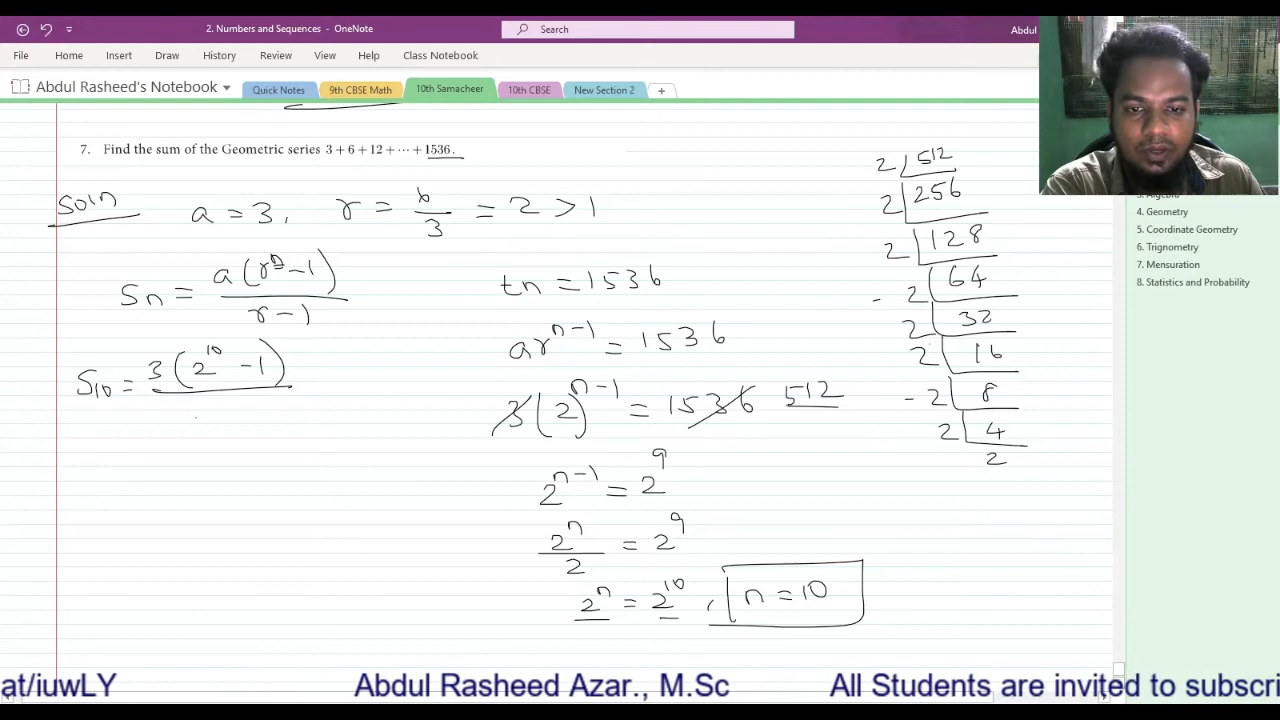 2. Numbers and Sequences - OneNote
Search
Abdul
File Home Insert Draw History Review View Help Class Notebook
Abdul Rasheed's Notebook
Quick Notes
9th CBSE Math
10th Samacheer
10th CBSE
New Section 2
7. Find the sum of the Geometric series 3 + 6 + 12 + ⋯ + 1536.
Soln
a = 3, r = 6/3 = 2 > 1
Sn = a(r^n - 1)/(r - 1)
S10 = 3(2^10 - 1)
tn = 1536
ar^(n-1) = 1536
3(2)^(n-1) = 1536 512
2^(n-1) = 2^9
2^n/2 = 2^9
2^n = 2^10, n = 10
2 | 512
2 | 256
2 | 128
2 | 64
2 | 32
2 | 16
2 | 8
2 | 4
2
4. Geometry
5. Coordinate Geometry
6. Trignometry
7. Mensuration
8. Statistics and Probability
at/iuwLY Abdul Rasheed Azar., M.Sc All Students are invited to subscri